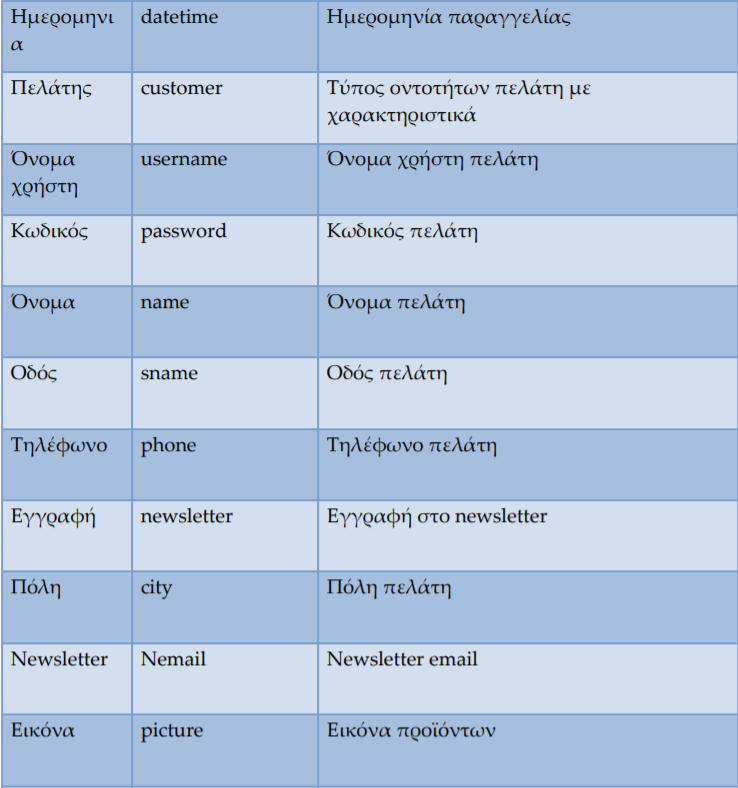 Ημερομηνι
α
datetime
Ημερομηνία παραγγελίας
Πελάτης
customer
Τύπος οντοτήτων πελάτη με
χαρακτηριστικά
Όνομα
χρήστη
username
Όνομα χρήστη πελάτη
Κωδικός
password
Κωδικός πελάτη
Όνομα
name
Όνομα πελάτη
Οδός
sname
Οδός πελάτη
Τηλέφωνο
phone
Τηλέφωνο πελάτη
Εγγραφή
newsletter
Εγγραφή στο newsletter
Πόλη
city
Πόλη πελάτη
Newsletter
Nemail
Newsletter email
Εικόνα
picture
Εικόνα προϊόντων